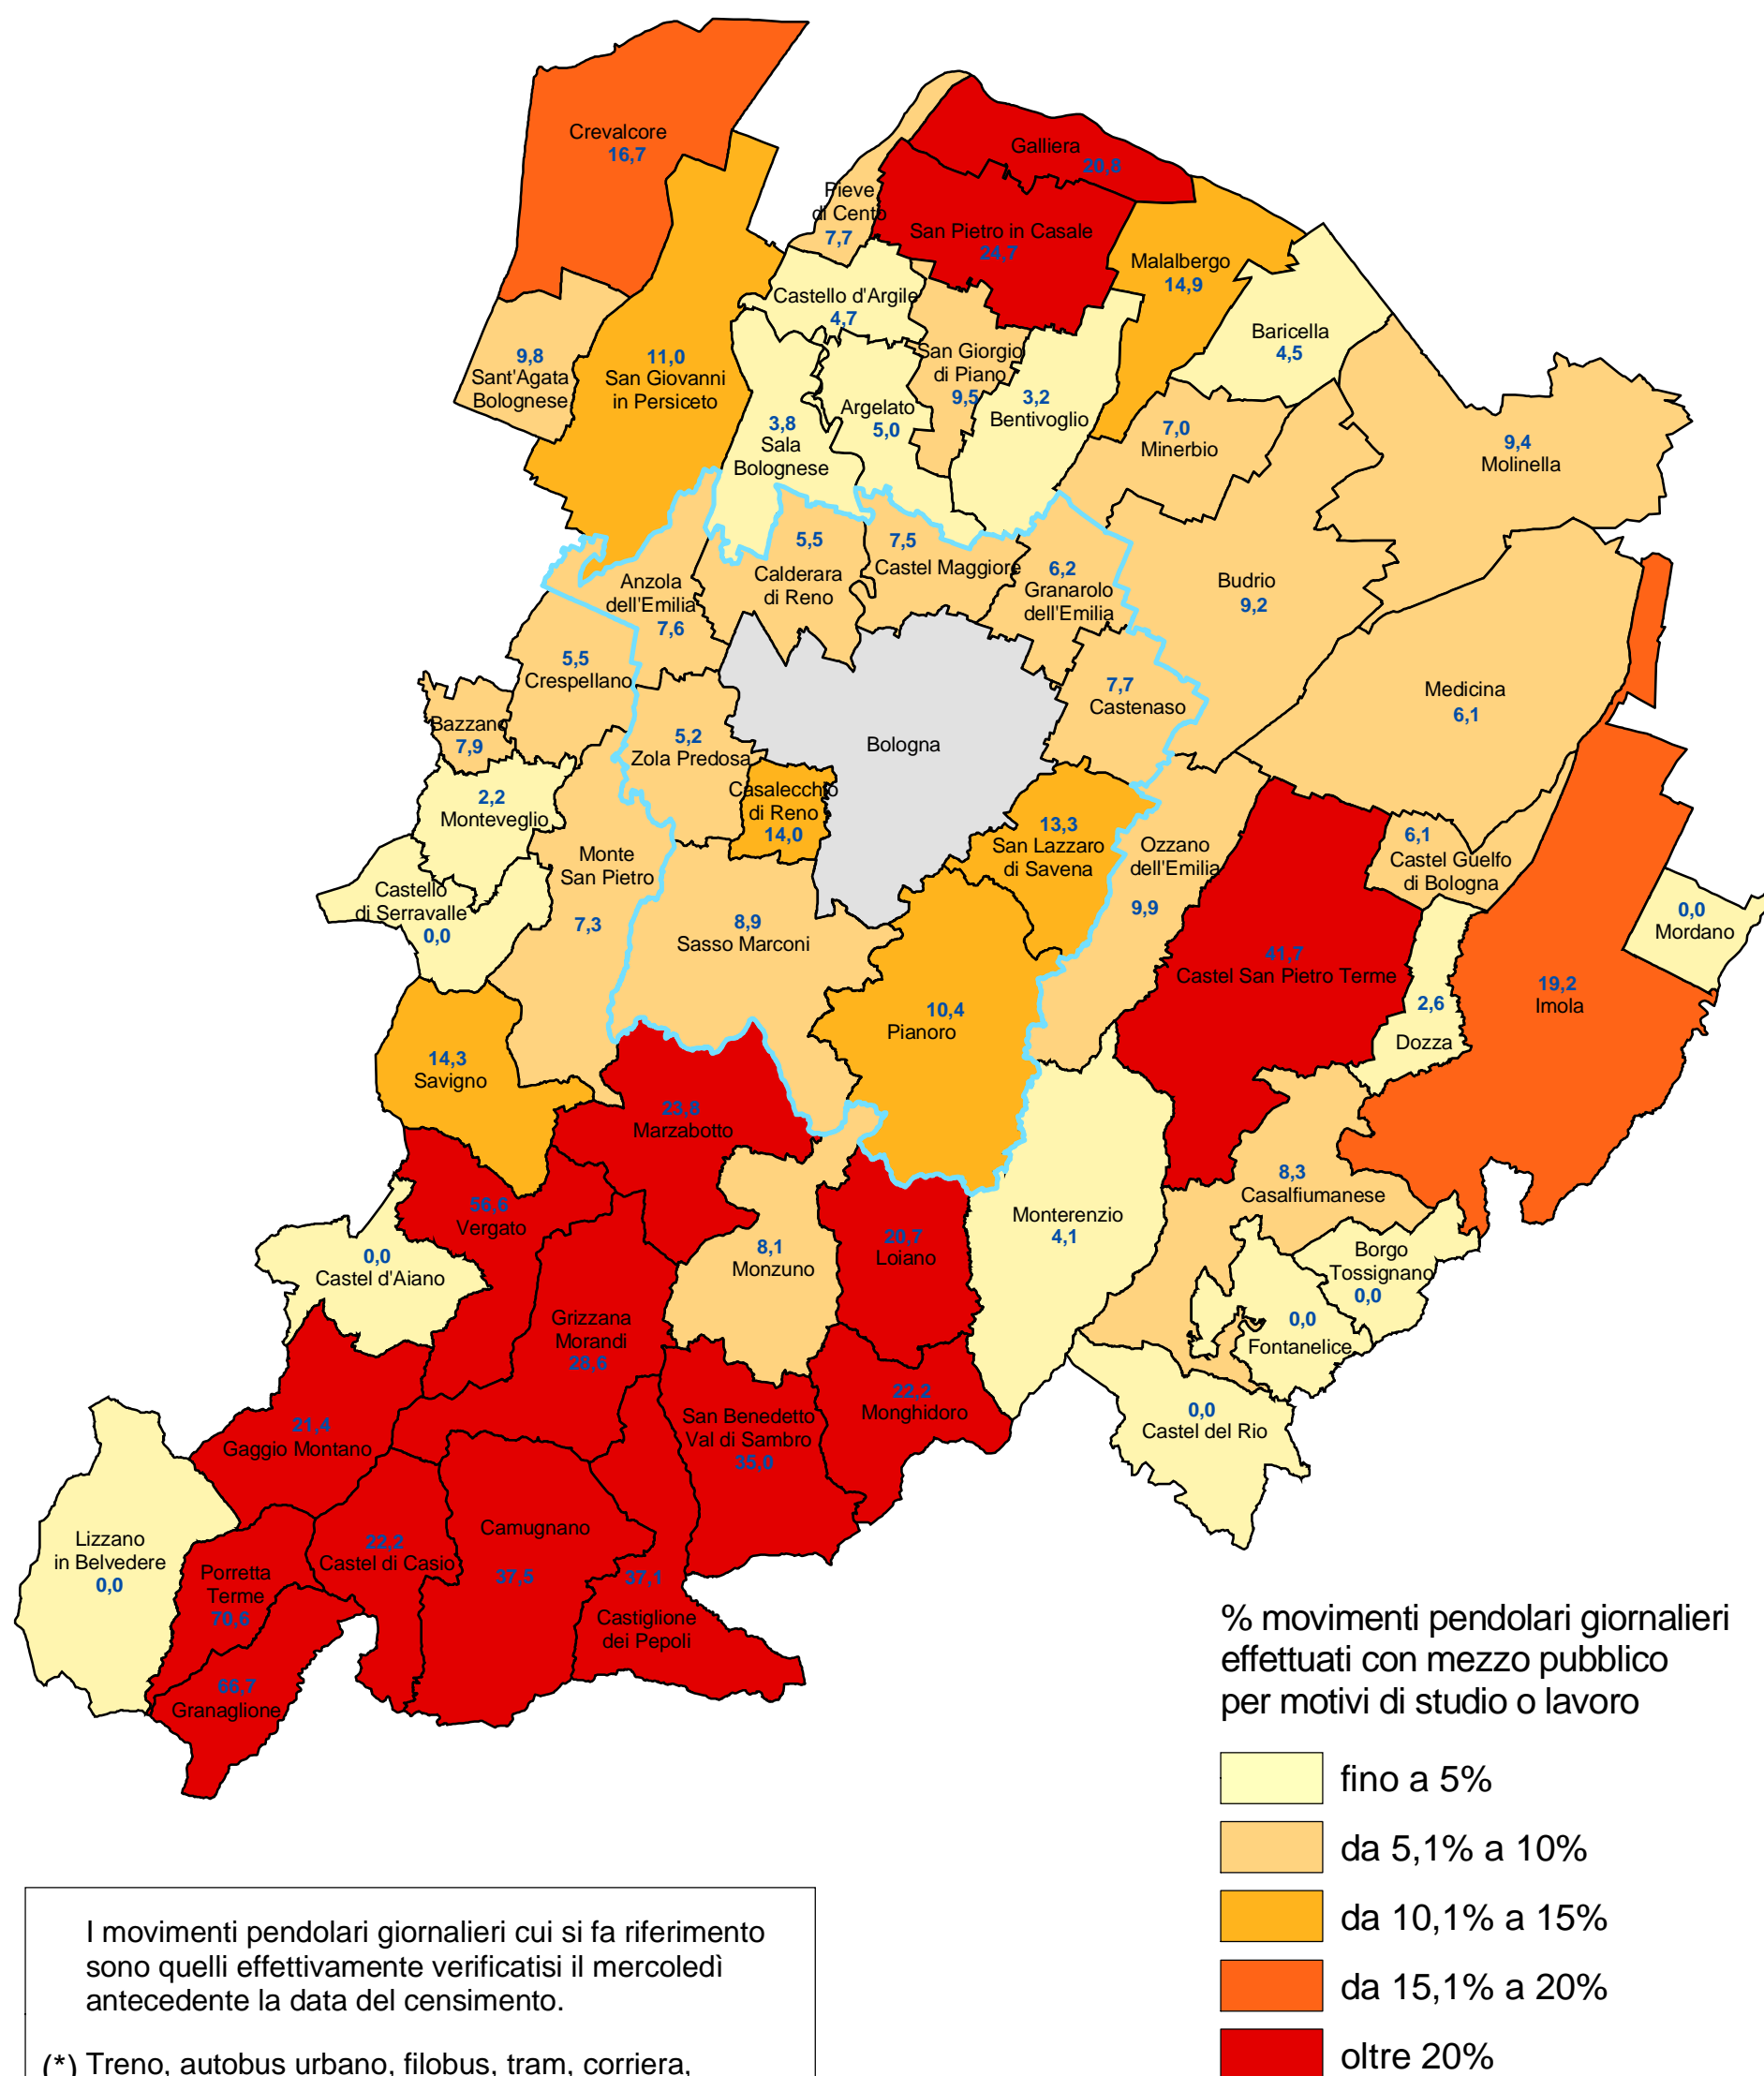 Crevalcore
16,7
Galliera
20,8
Pieve
di Cento
7,7
San Pietro in Casale
24,7
Malalbergo
14,9
Castello d'Argile
4,7
Baricella
4,5
9,8
Sant'Agata
Bolognese
11,0
San Giovanni
in Persiceto
San Giorgio
di Piano
9,5
3,2
Bentivoglio
Argelato
5,0
3,8
Sala
Bolognese
7,0
Minerbio
9,4
Molinella
5,5
Calderara
di Reno
7,5
Castel Maggiore
6,2
Granarolo
dell'Emilia
Anzola
dell'Emilia
7,6
Budrio
9,2
5,5
Crespellano
7,7
Castenaso
Medicina
6,1
Bazzano
7,9
5,2
Zola Predosa
Bologna
Casalecchio
di Reno
14,0
2,2
Monteveglio
13,3
San Lazzaro
di Savena
Ozzano
dell'Emilia
9,9
6,1
Castel Guelfo
di Bologna
Monte
San Pietro
7,3
Castello
di Serravalle
0,0
8,9
Sasso Marconi
0,0
Mordano
41,7
Castel San Pietro Terme
19,2
Imola
2,6
Dozza
10,4
Pianoro
14,3
Savigno
23,8
Marzabotto
8,3
Casalfiumanese
56,6
Vergato
Monterenzio
4,1
20,7
Loiano
8,1
Monzuno
0,0
Castel d'Aiano
Borgo
Tossignano
0,0
0,0
Fontanelice
Grizzana
Morandi
28,6
22,2
Monghidoro
0,0
Castel del Rio
San Benedetto
Val di Sambro
35,0
21,4
Gaggio Montano
Camugnano
37,5
Lizzano
in Belvedere
0,0
22,2
Castel di Casio
Porretta
Terme
70,6
37,1
Castiglione
dei Pepoli
66,7
Granaglione
% movimenti pendolari giornalieri
effettuati con mezzo pubblico
per motivi di studio o lavoro
fino a 5%
da 5,1% a 10%
da 10,1% a 15%
da 15,1% a 20%
oltre 20%
I movimenti pendolari giornalieri cui si fa riferimento
sono quelli effettivamente verificatisi il mercoledì
antecedente la data del censimento.
(*) Treno, autobus urbano, filobus, tram, corriera,